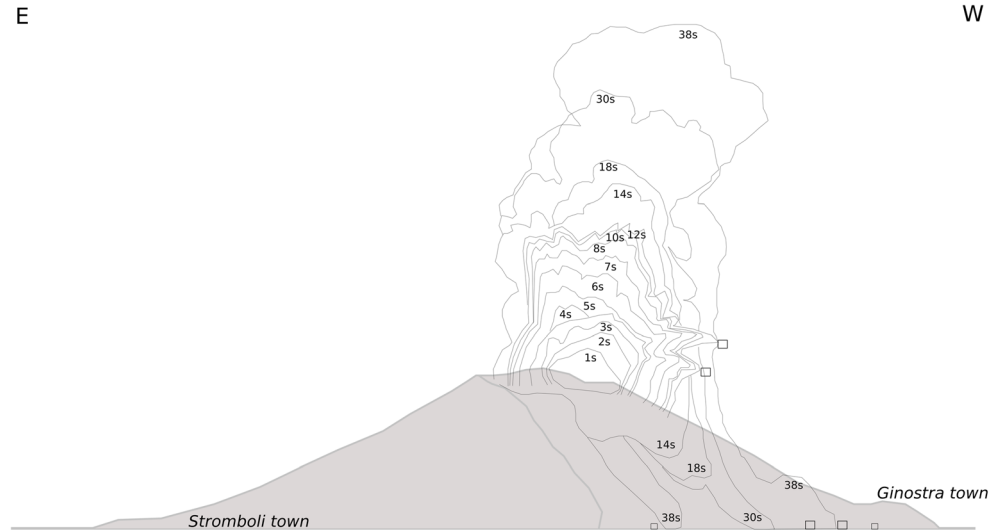 E
W
38s
30s
18s
14s
10s
12s
8s
7s
6s
5s
4s
3s
2s
1s
14s
18s
38s
Ginostra town
Stromboli town
38s
30s